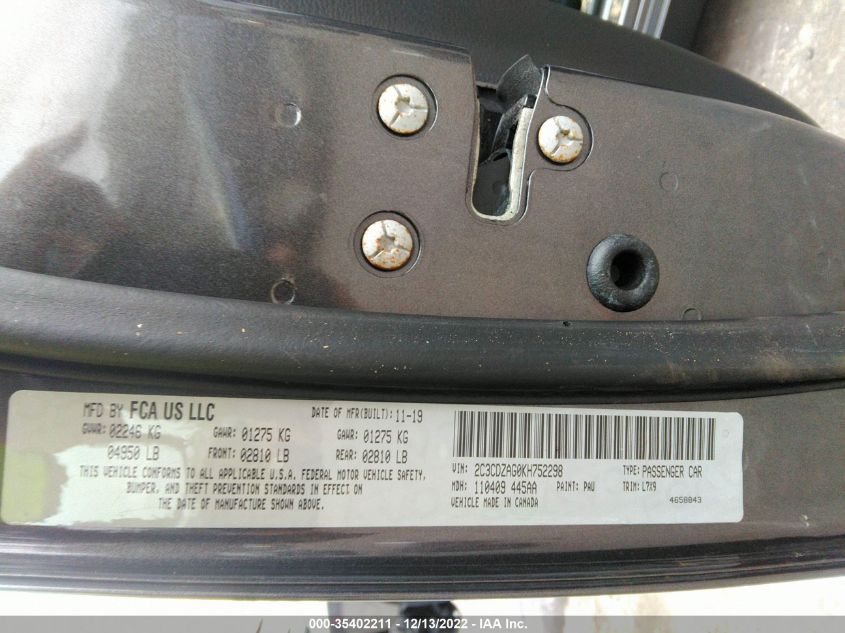 MFD BY FCA US LLC DATE OF MFR(BUILT): 11-19
GVWR: 02246 KG GAWR: 01275 KG GAWR: 01275 KG
04950 LB FRONT: 02810 LB REAR: 02810 LB
THIS VEHICLE CONFORMS TO ALL APPLICABLE U.S.A. FEDERAL MOTOR VEHICLE SAFETY,
BUMPER, AND THEFT PREVENTION STANDARDS IN EFFECT ON
THE DATE OF MANUFACTURE SHOWN ABOVE.
VIN: 2C3CDZAG0KH752298 TYPE: PASSENGER CAR
MDH: 110409 445AA PAINT: PAU TRIM: L7X9
VEHICLE MADE IN CANADA 4658843
000-35402211 - 12/13/2022 - IAA Inc.